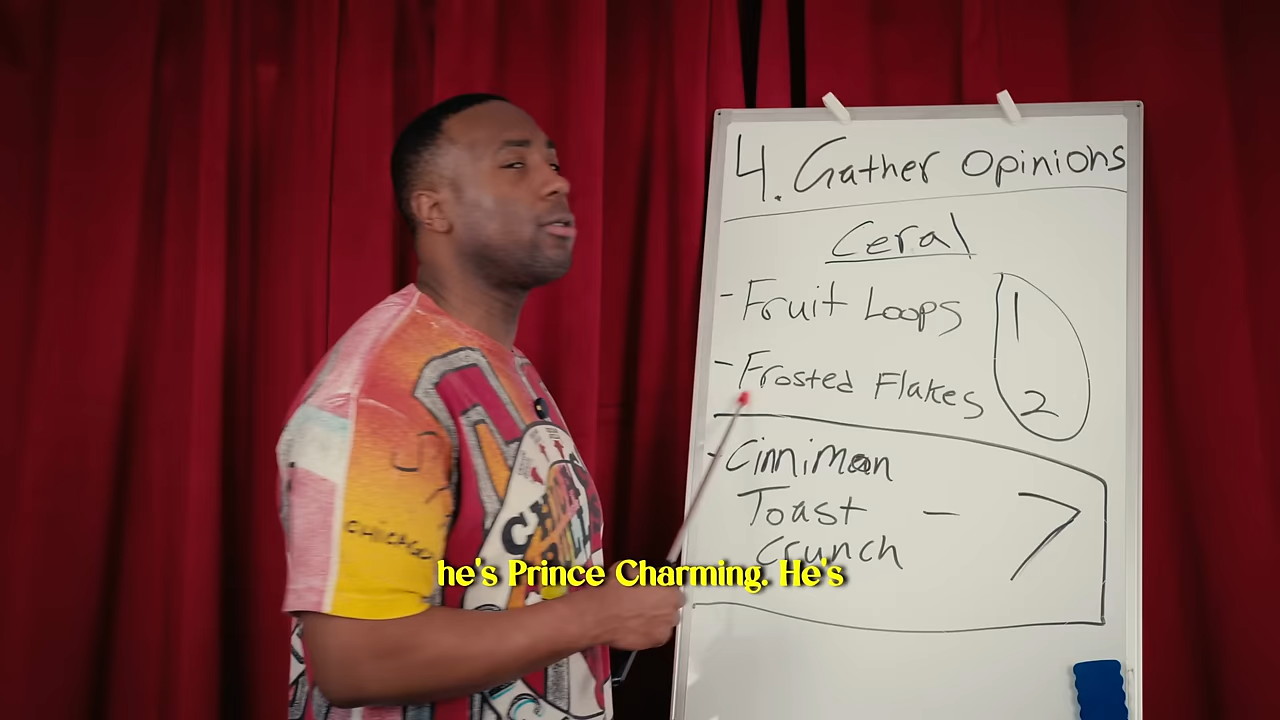 4. Gather Opinions
Ceral
- Fruit Loops 1
- Frosted Flakes 2
- Cinnimon
Toast - 7
Crunch
CHICAGO
he's Prince Charming. He's